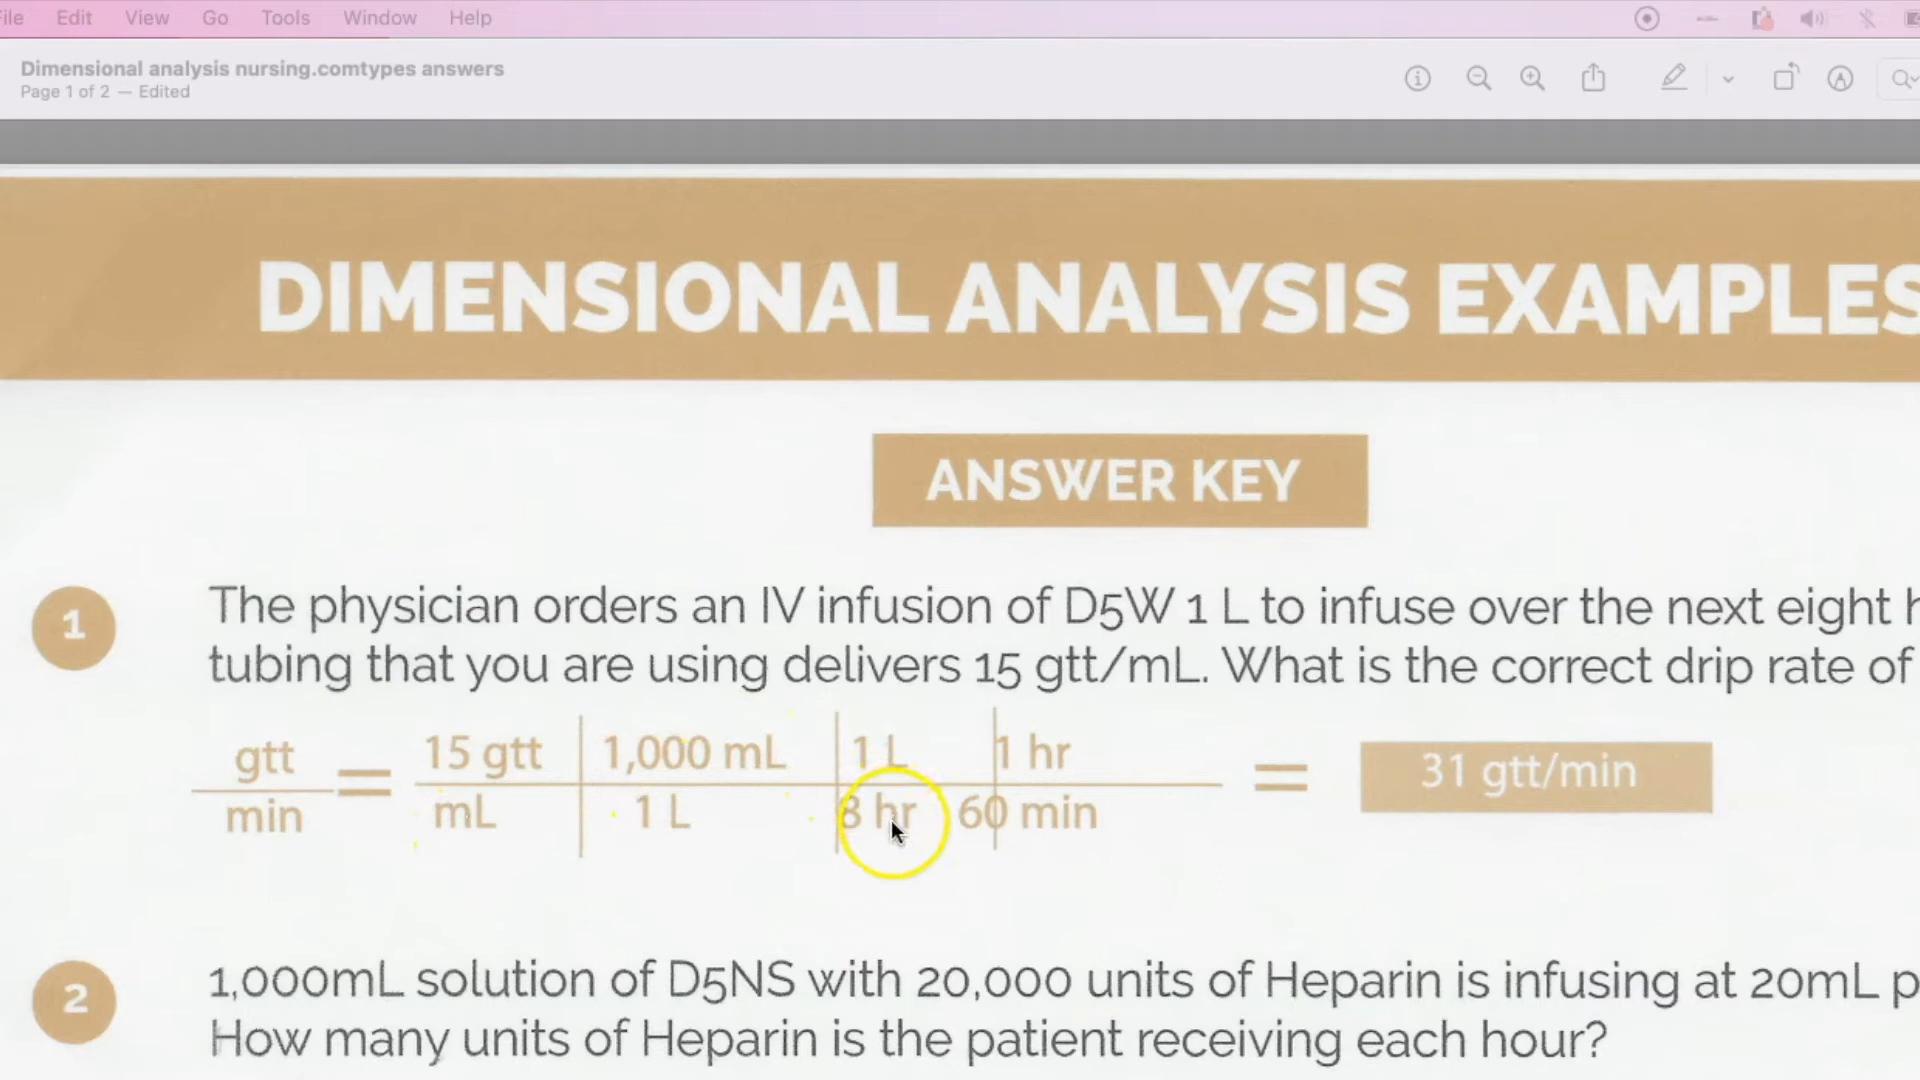 File Edit View Go Tools Window Help
Dimensional analysis nursing.comtypes answers
Page 1 of 2 — Edited
DIMENSIONAL ANALYSIS EXAMPLES
ANSWER KEY
1
The physician orders an IV infusion of D5W 1 L to infuse over the next eight h
tubing that you are using delivers 15 gtt/mL. What is the correct drip rate of
gtt = 15 gtt 1,000 mL 1 L 1 hr = 31 gtt/min
min mL 1 L 8 hr 60 min
2
1,000mL solution of D5NS with 20,000 units of Heparin is infusing at 20mL p
How many units of Heparin is the patient receiving each hour?